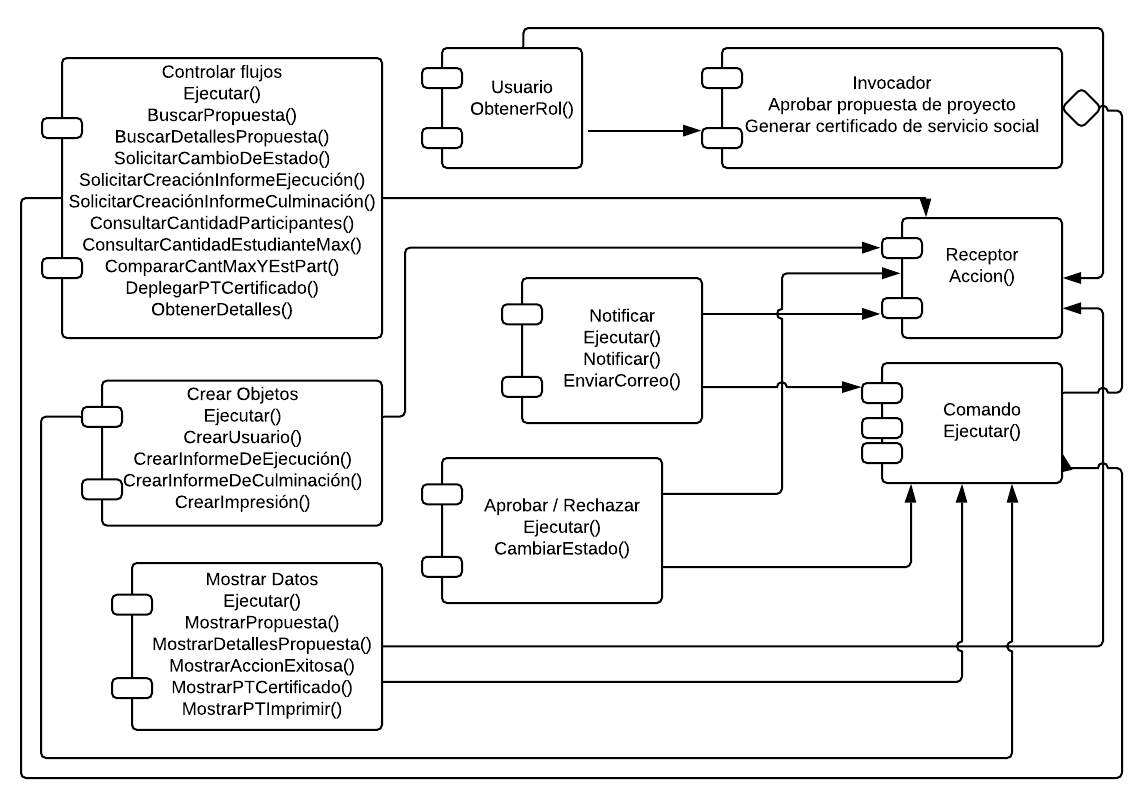 Controlar flujos
Ejecutar()
BuscarPropuesta()
BuscarDetallesPropuesta()
SolicitarCambioDeEstado()
SolicitarCreaciónInformeEjecución()
SolicitarCreaciónInformeCulminación()
ConsultarCantidadParticipantes()
ConsultarCantidadEstudianteMax()
CompararCantMaxYEstPart()
DeplegarPTCertificado()
ObtenerDetalles()
Usuario
ObtenerRol()
Invocador
Aprobar propuesta de proyecto
Generar certificado de servicio social
Receptor
Accion()
Notificar
Ejecutar()
Notificar()
EnviarCorreo()
Comando
Ejecutar()
Crear Objetos
Ejecutar()
CrearUsuario()
CrearInformeDeEjecución()
CrearInformeDeCulminación()
CrearImpresión()
Aprobar / Rechazar
Ejecutar()
CambiarEstado()
Mostrar Datos
Ejecutar()
MostrarPropuesta()
MostrarDetallesPropuesta()
MostrarAccionExitosa()
MostrarPTCertificado()
MostrarPTImprimir()